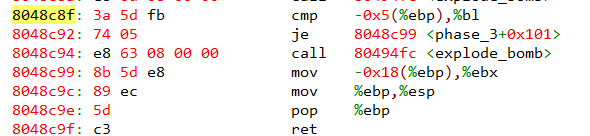 8048c8f: 3a 5d fb cmp -0x5(%ebp),%bl
8048c92: 74 05 je 8048c99 <phase_3+0x101>
8048c94: e8 63 08 00 00 call 80494fc <explode_bomb>
8048c99: 8b 5d e8 mov -0x18(%ebp),%ebx
8048c9c: 89 ec mov %ebp,%esp
8048c9e: 5d pop %ebp
8048c9f: c3 ret